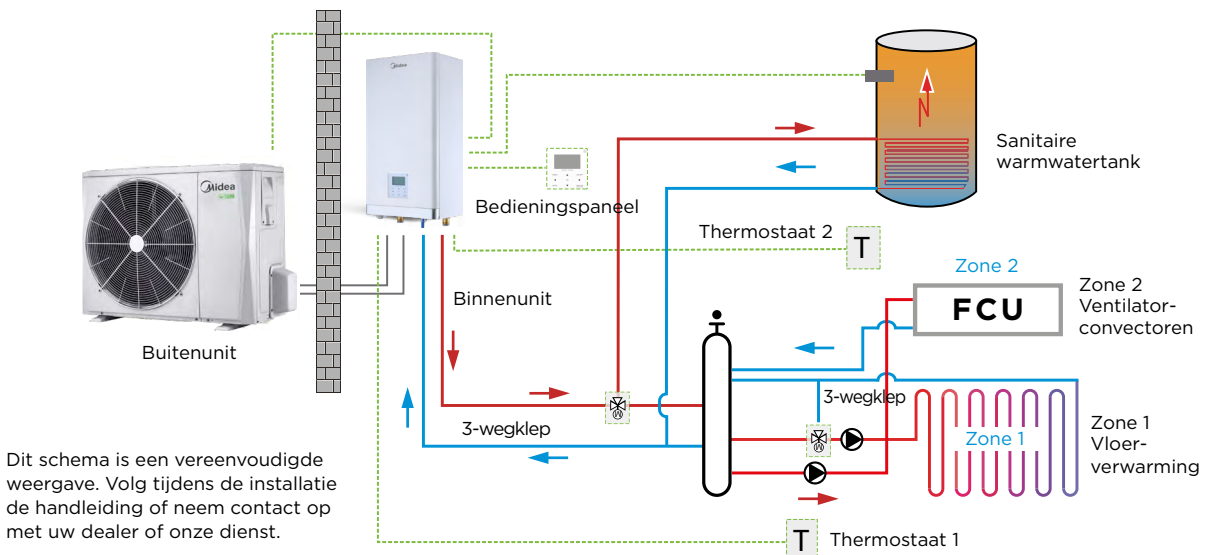 Midea
Midea
Sanitaire
warmwatertank
Bedieningspaneel
Thermostaat 2
T
Zone 2
FCU
Zone 2
Ventilator-
convectoren
Binnenunit
Buitenunit
3-wegklep
3-wegklep
M
M
Zone 1
Zone 1
Vloer-
verwarming
Dit schema is een vereenvoudigde
weergave. Volg tijdens de installatie
de handleiding of neem contact op
met uw dealer of onze dienst.
T
Thermostaat 1